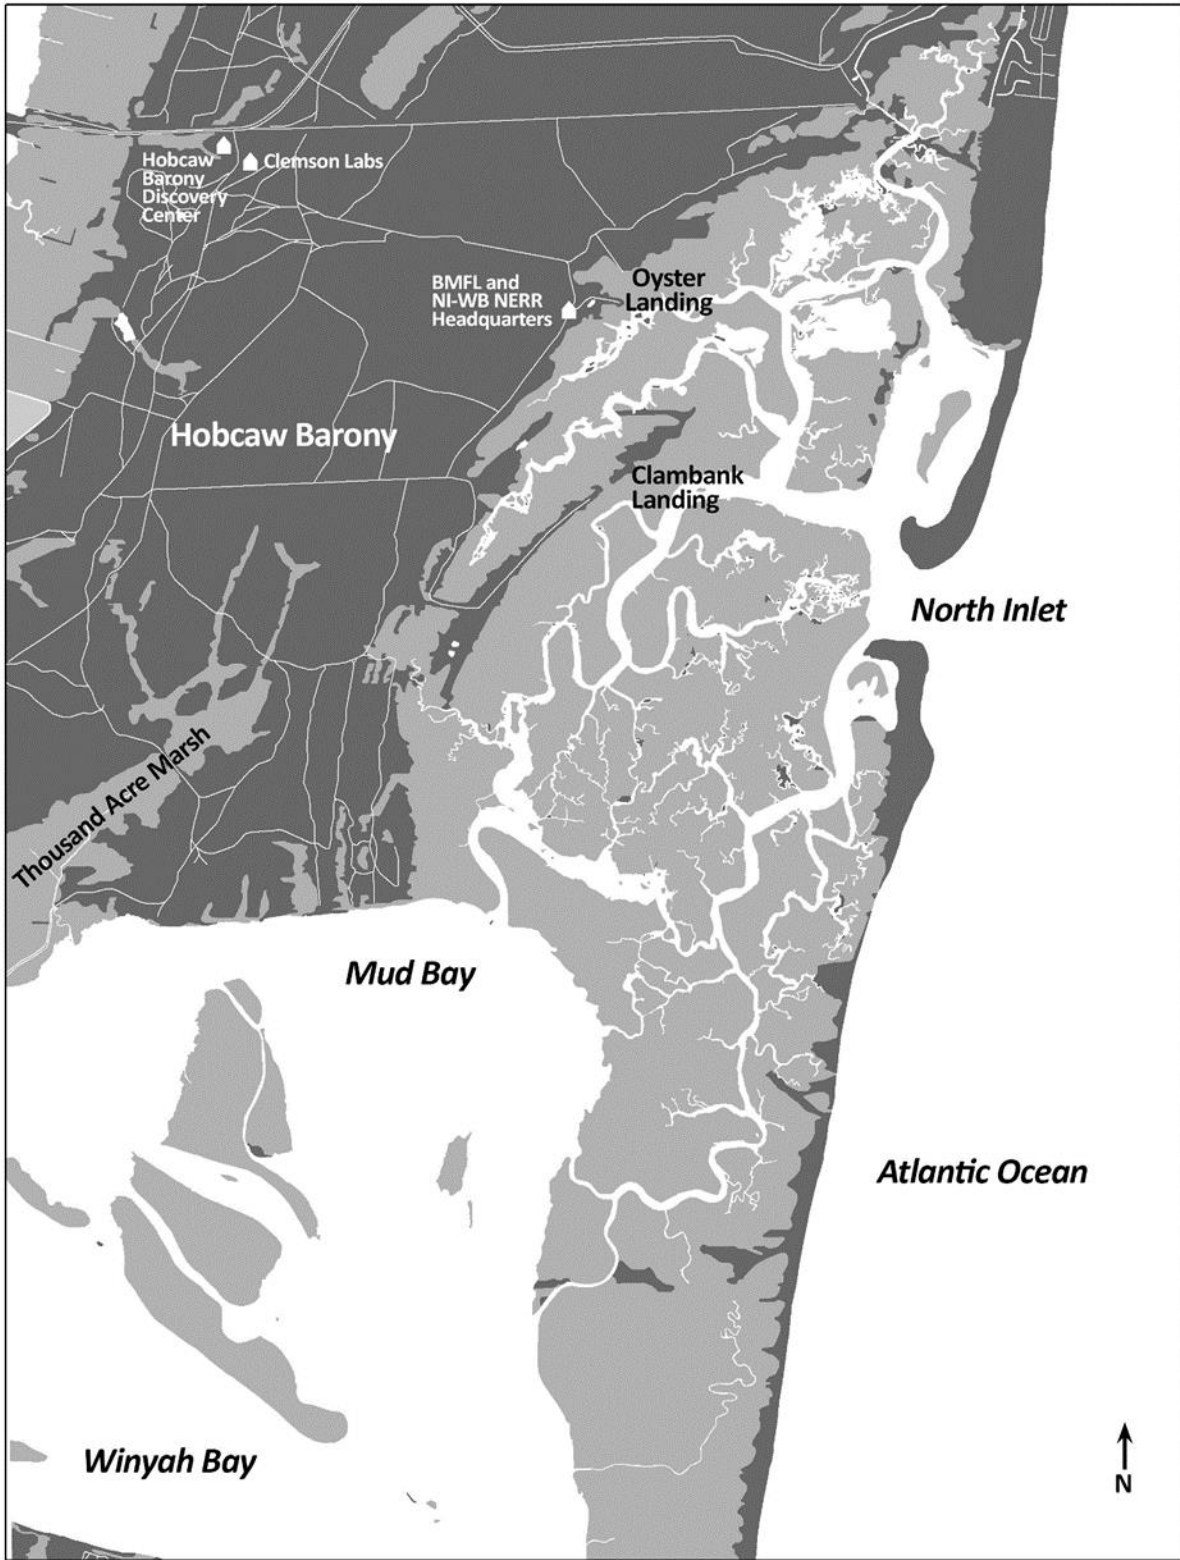 Hobcaw
Barony
Discovery
Center
Clemson Labs
BMFL and
NI-WB NERR
Headquarters
Oyster
Landing
Hobcaw Barony
Clambank
Landing
North Inlet
Thousand Acre Marsh
Mud Bay
Atlantic Ocean
Winyah Bay
N